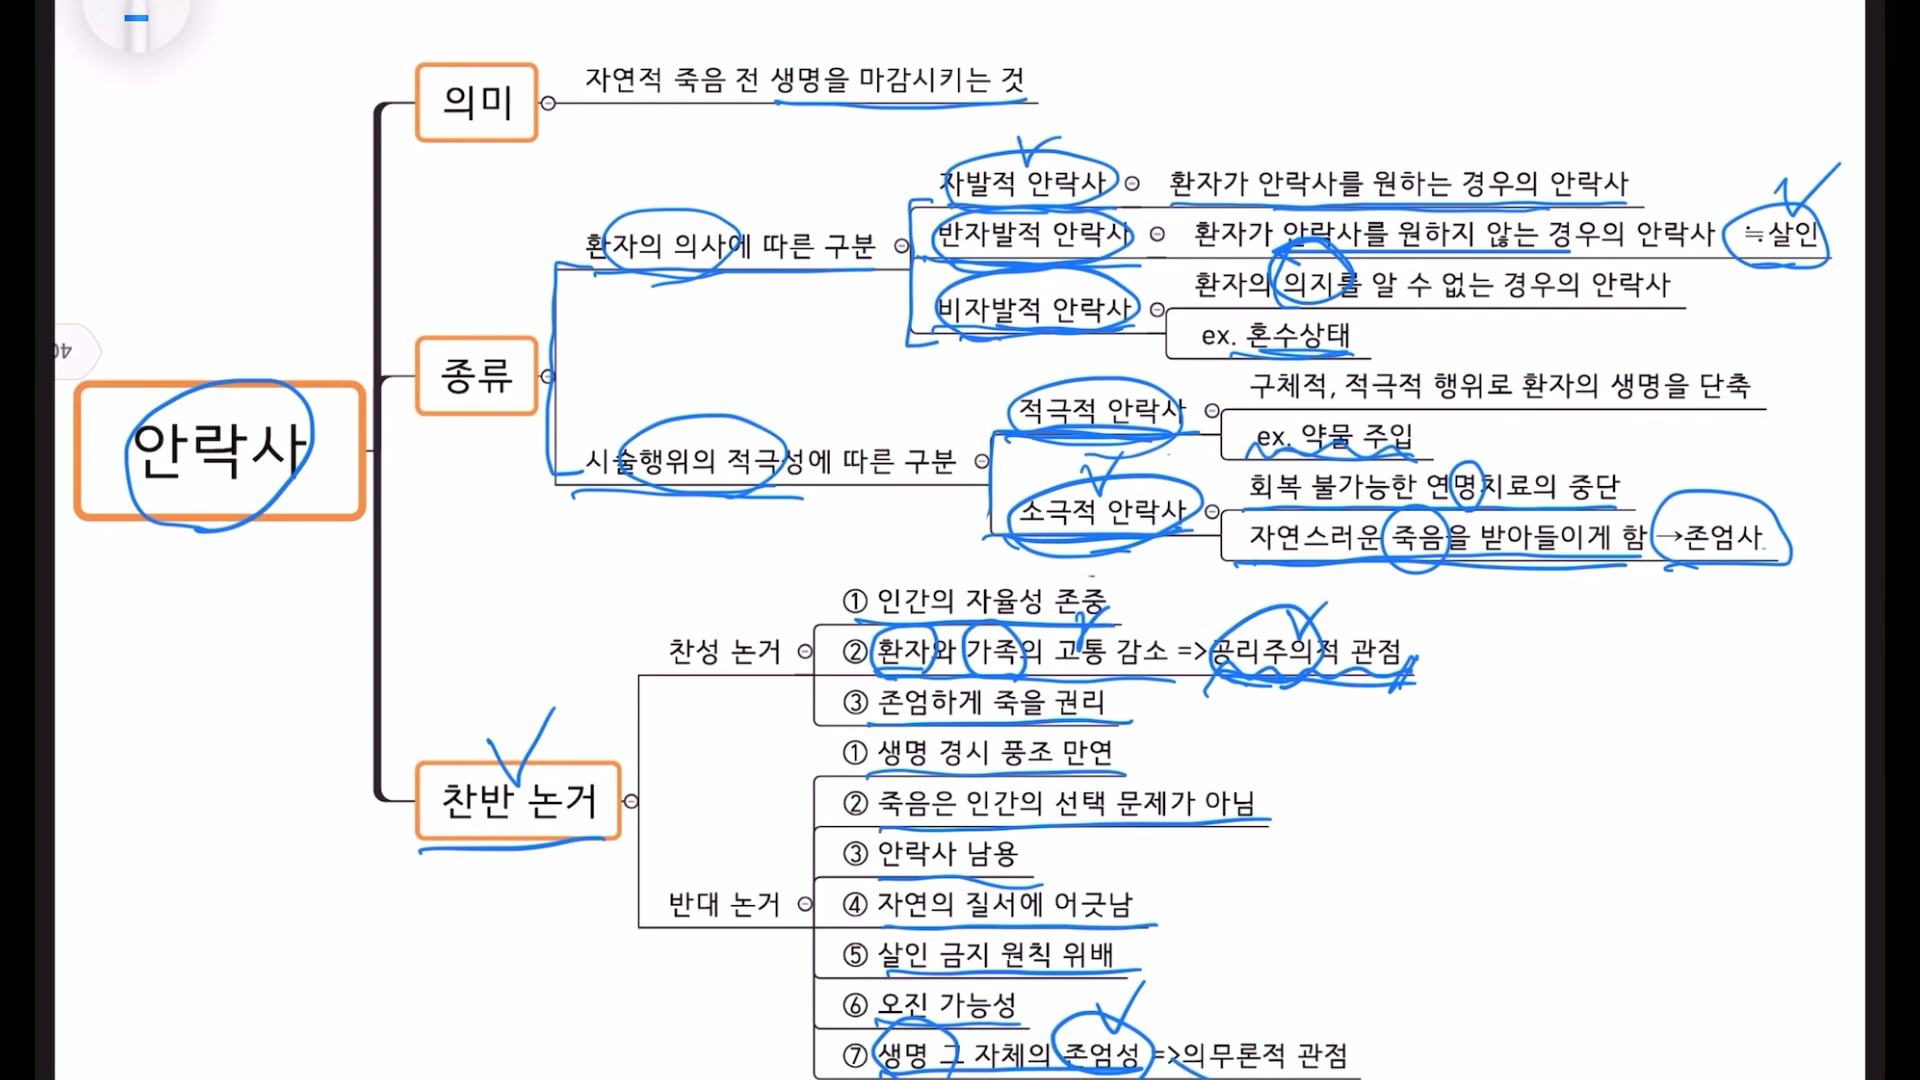 의미
자연적 죽음 전 생명을 마감시키는 것
자발적 안락사
환자가 안락사를 원하는 경우의 안락사
환자의 의사에 따른 구분
반자발적 안락사
환자가 안락사를 원하지 않는 경우의 안락사 ≒살인
비자발적 안락사
환자의 의지를 알 수 없는 경우의 안락사
ex. 혼수상태
40
종류
안락사
적극적 안락사
구체적, 적극적 행위로 환자의 생명을 단축
ex. 약물 주입
시술행위의 적극성에 따른 구분
소극적 안락사
회복 불가능한 연명치료의 중단
자연스러운 죽음을 받아들이게 함 →존엄사
찬반 논거
찬성 논거
① 인간의 자율성 존중
② 환자와 가족의 고통 감소 =>공리주의적 관점
③ 존엄하게 죽을 권리
반대 논거
① 생명 경시 풍조 만연
② 죽음은 인간의 선택 문제가 아님
③ 안락사 남용
④ 자연의 질서에 어긋남
⑤ 살인 금지 원칙 위배
⑥ 오진 가능성
⑦ 생명 그 자체의 존엄성 =>의무론적 관점